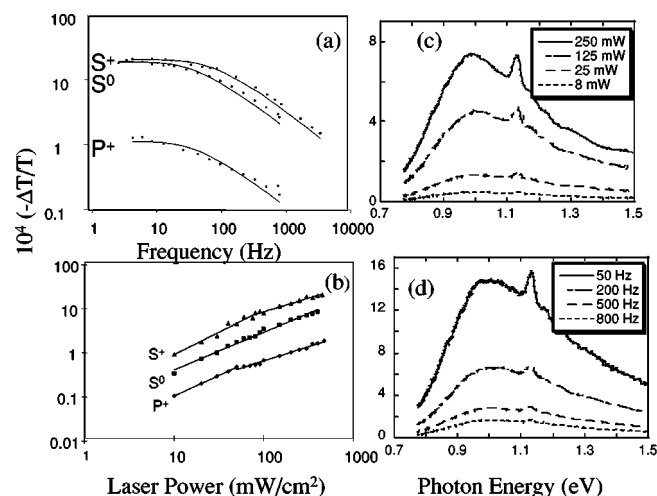 (a)
10⁴ (-ΔT/T)
100
10
1
0.1
S⁺
S⁰
P⁺
1
10
100
1000
10000
Frequency (Hz)
(b)
100
10
1
0.1
0.01
S⁺
S⁰
P⁺
1
10
100
1000
Laser Power (mW/cm²)
(c)
250 mW
125 mW
25 mW
8 mW
8
4
0
0.7
0.9
1.1
1.3
1.5
(d)
50 Hz
200 Hz
500 Hz
800 Hz
16
12
8
4
0
0.7
0.9
1.1
1.3
1.5
Photon Energy (eV)